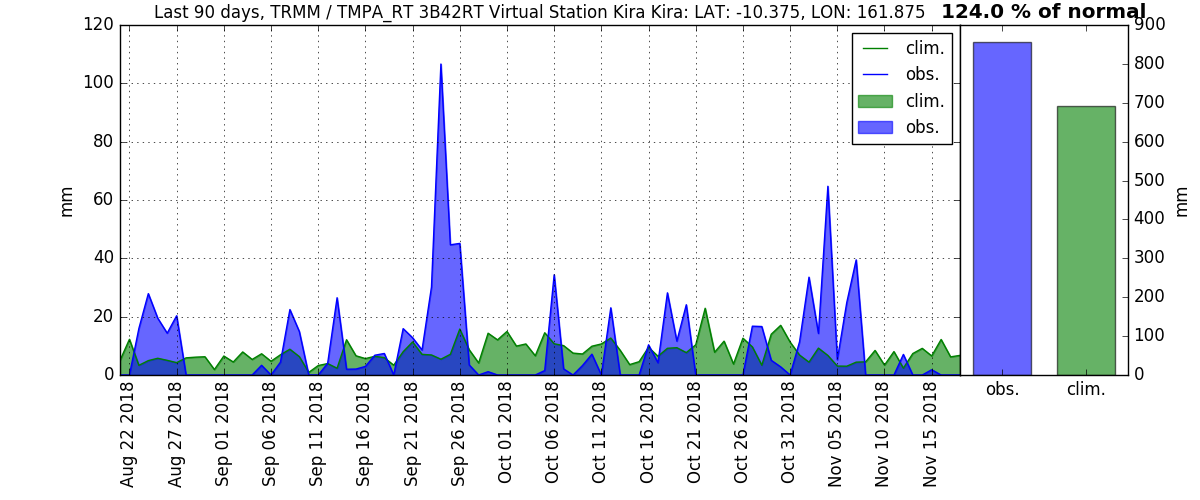 Last 90 days, TRMM / TMPA_RT 3B42RT Virtual Station Kira Kira: LAT: -10.375, LON: 161.875
124.0 % of normal
120
100
80
60
40
20
0
mm
clim.
obs.
clim.
obs.
900
800
700
600
500
400
300
200
100
0
mm
Aug 22 2018
Aug 27 2018
Sep 01 2018
Sep 06 2018
Sep 11 2018
Sep 16 2018
Sep 21 2018
Sep 26 2018
Oct 01 2018
Oct 06 2018
Oct 11 2018
Oct 16 2018
Oct 21 2018
Oct 26 2018
Oct 31 2018
Nov 05 2018
Nov 10 2018
Nov 15 2018
obs.
clim.